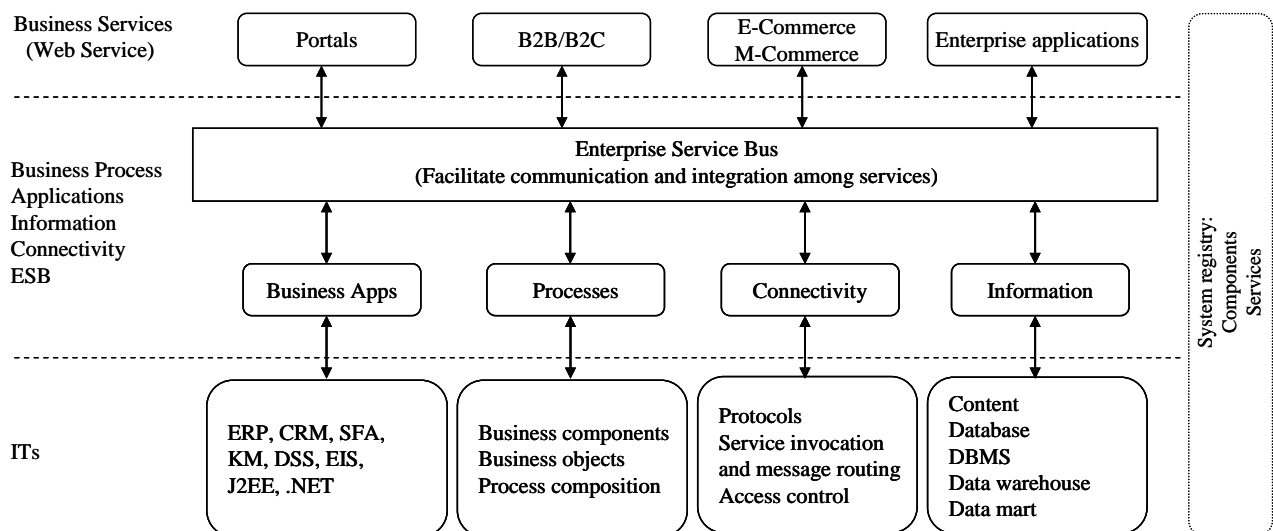 Business Services
(Web Service)
Portals
B2B/B2C
E-Commerce
M-Commerce
Enterprise applications
Enterprise Service Bus
(Facilitate communication and integration among services)
Business Process
Applications
Information
Connectivity
ESB
Business Apps
Processes
Connectivity
Information
ITs
ERP, CRM, SFA,
KM, DSS, EIS,
J2EE, .NET
Business components
Business objects
Process composition
Protocols
Service invocation
and message routing
Access control
Content
Database
DBMS
Data warehouse
Data mart
System registry:
Components
Services